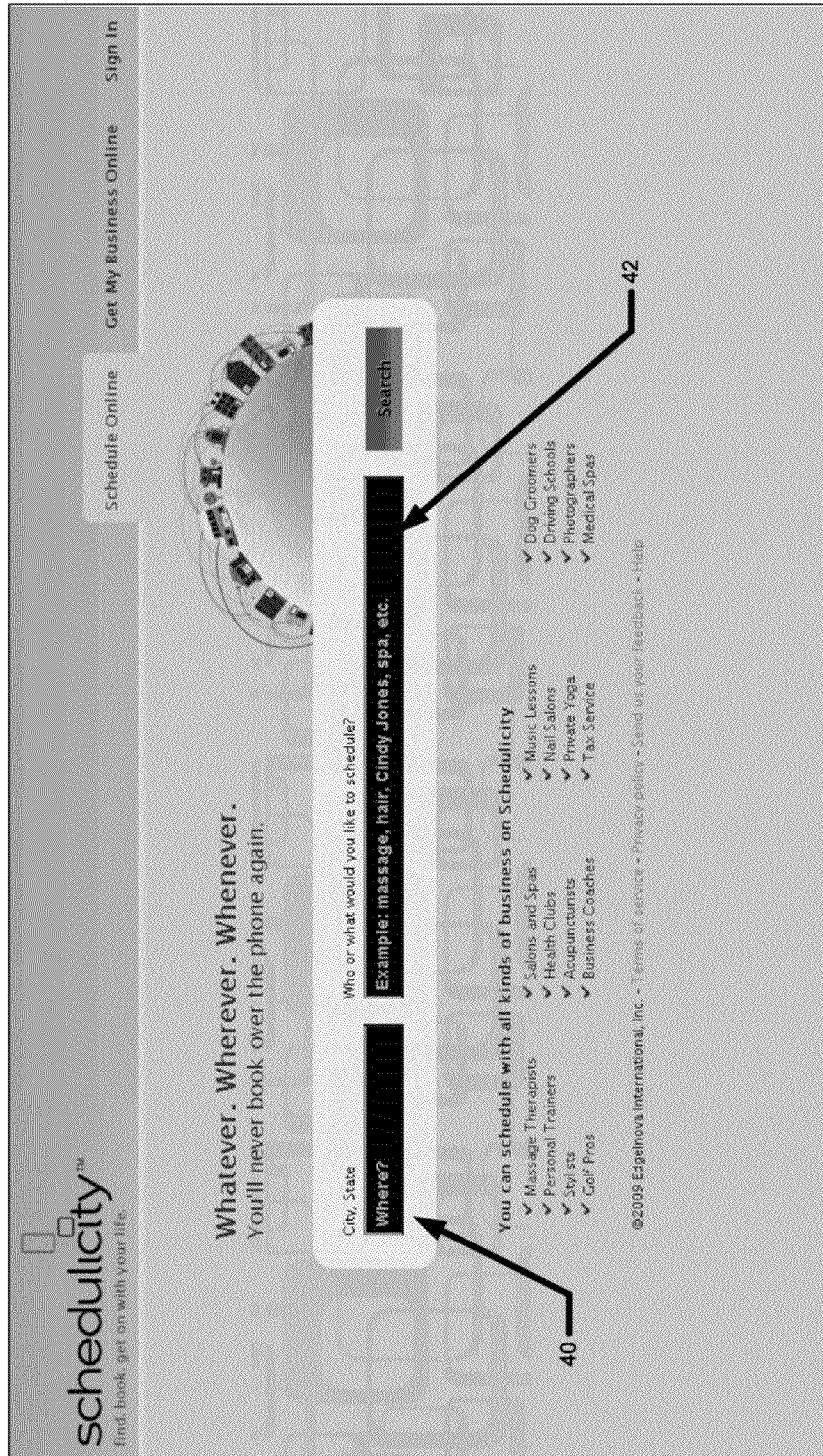 schedulicity™
find. book. get on with your life.
Schedule Online
Get My Business Online
Sign In
Whatever. Wherever. Whenever.
You'll never book over the phone again.
City, State
Who or what would you like to schedule?
Where?
Example: massage, hair, Cindy Jones, spa, etc.
Search
40
42
You can schedule with all kinds of business on Schedulicity
✔ Massage Therapists
✔ Personal Trainers
✔ Stylists
✔ Golf Pros
✔ Salons and Spas
✔ Health Clubs
✔ Acupuncturists
✔ Business Coaches
✔ Music Lessons
✔ Nail Salons
✔ Private Yoga
✔ Tax Service
✔ Dog Groomers
✔ Driving Schools
✔ Photographers
✔ Medical Spas
©2009 EdgeInova International, Inc. • Terms of service • Privacy policy • Send us your feedback • Help